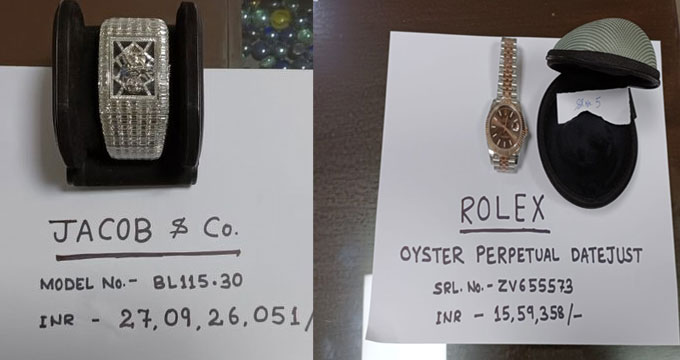 JACOB & Co.
MODEL No.- BL115.30
INR - 27,09,26,051/
ROLEX
OYSTER PERPETUAL DATEJUST
SRL. No.- ZV655573
INR - 15,59,358/-